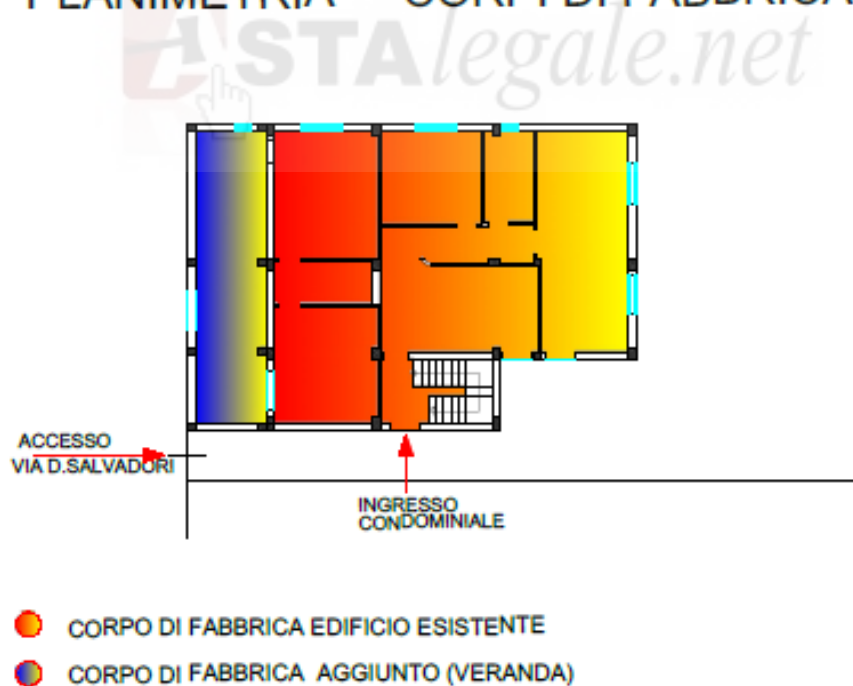 PLANIMETRIA CORPI DI FABBRICA
ASTAlegale.net
ACCESSO
VIA D.SALVADORI
INGRESSO
CONDOMINIALE
CORPO DI FABBRICA EDIFICIO ESISTENTE
CORPO DI FABBRICA AGGIUNTO (VERANDA)